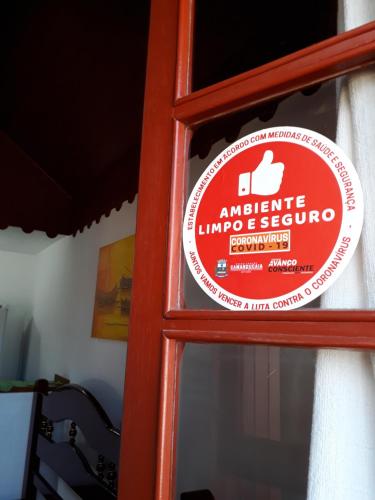 ESTABELECIMENTO EM ACORDO COM MEDIDAS DE SAÚDE E SEGURANÇA
AMBIENTE
LIMPO E SEGURO
CORONAVÍRUS
COVID - 19
CAMANDUCAIA
AVANÇO
CONSCIENTE
JUNTOS VAMOS VENCER A LUTA CONTRA O CORONAVÍRUS